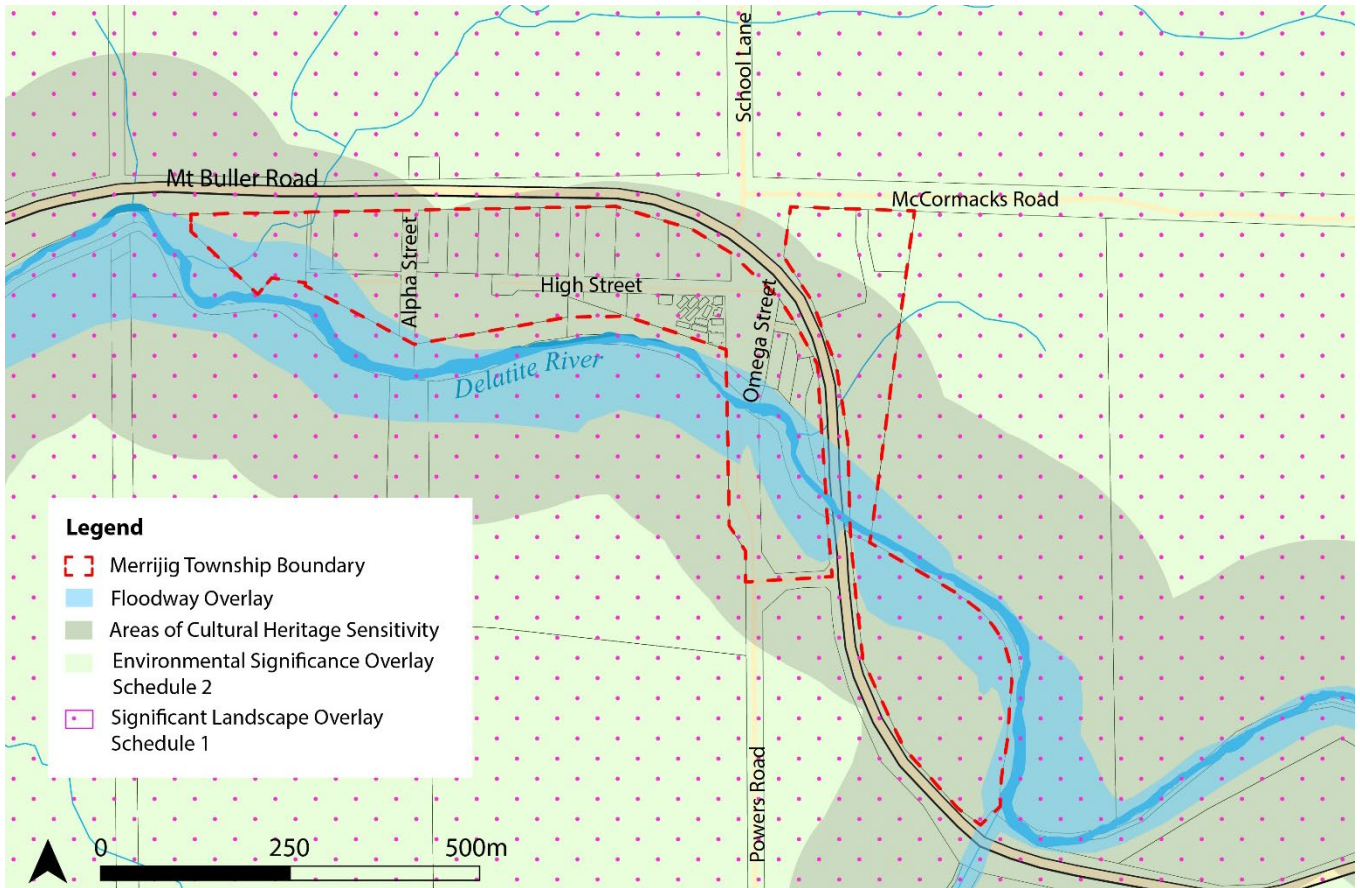 School Lane
Mt Buller Road
McCormacks Road
Alpha Street
High Street
Omega Street
Delatite River
Legend
Merrijig Township Boundary
Floodway Overlay
Areas of Cultural Heritage Sensitivity
Environmental Significance Overlay
Schedule 2
Significant Landscape Overlay
Schedule 1
Powers Road
0 250 500m